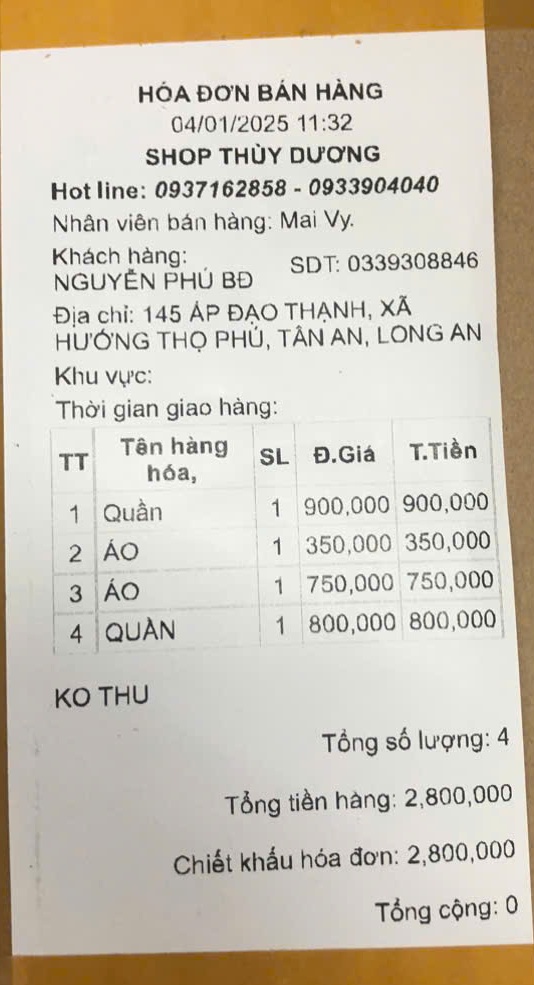 HÓA ĐƠN BÁN HÀNG
04/01/2025 11:32
SHOP THÙY DƯƠNG
Hot line: 0937162858 - 0933904040
Nhân viên bán hàng: Mai Vy.
Khách hàng: SDT: 0339308846
NGUYỄN PHÚ BĐ
Địa chỉ: 145 ẤP ĐẠO THẠNH, XÃ
HƯỚNG THỌ PHÚ, TÂN AN, LONG AN
Khu vực:
Thời gian giao hàng:
TT Tên hàng hóa, SL Đ.Giá T.Tiền
1 Quần 1 900,000 900,000
2 ÁO 1 350,000 350,000
3 ÁO 1 750,000 750,000
4 QUẦN 1 800,000 800,000
KO THU
Tổng số lượng: 4
Tổng tiền hàng: 2,800,000
Chiết khấu hóa đơn: 2,800,000
Tổng cộng: 0